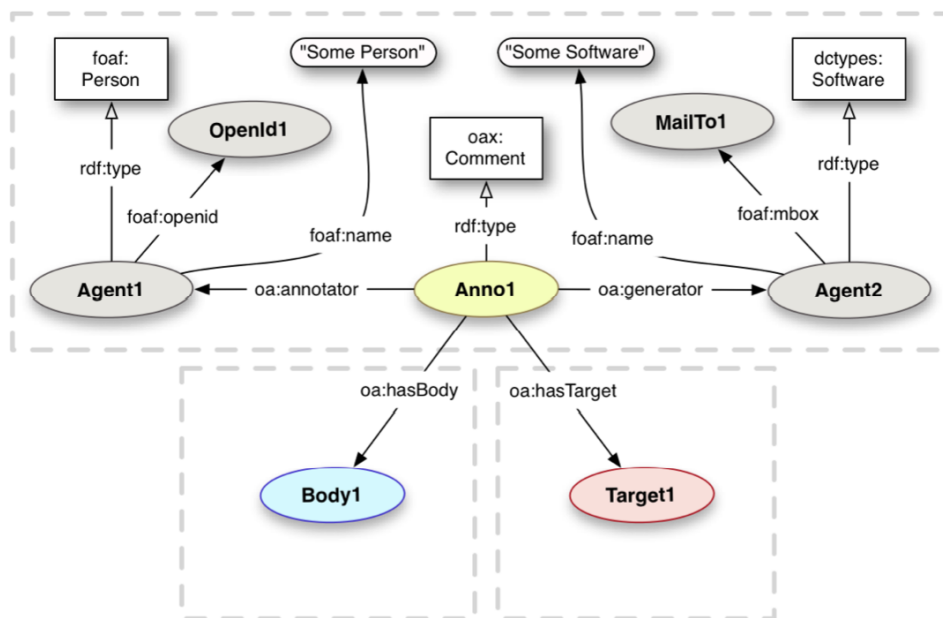 foaf:
Person
"Some Person"
"Some Software"
dctypes:
Software
OpenId1
MailTo1
oax:
Comment
rdf:type
rdf:type
foaf:openid
foaf:mbox
rdf:type
foaf:name
foaf:name
Agent1
oa:annotator
Anno1
oa:generator
Agent2
oa:hasBody
oa:hasTarget
Body1
Target1